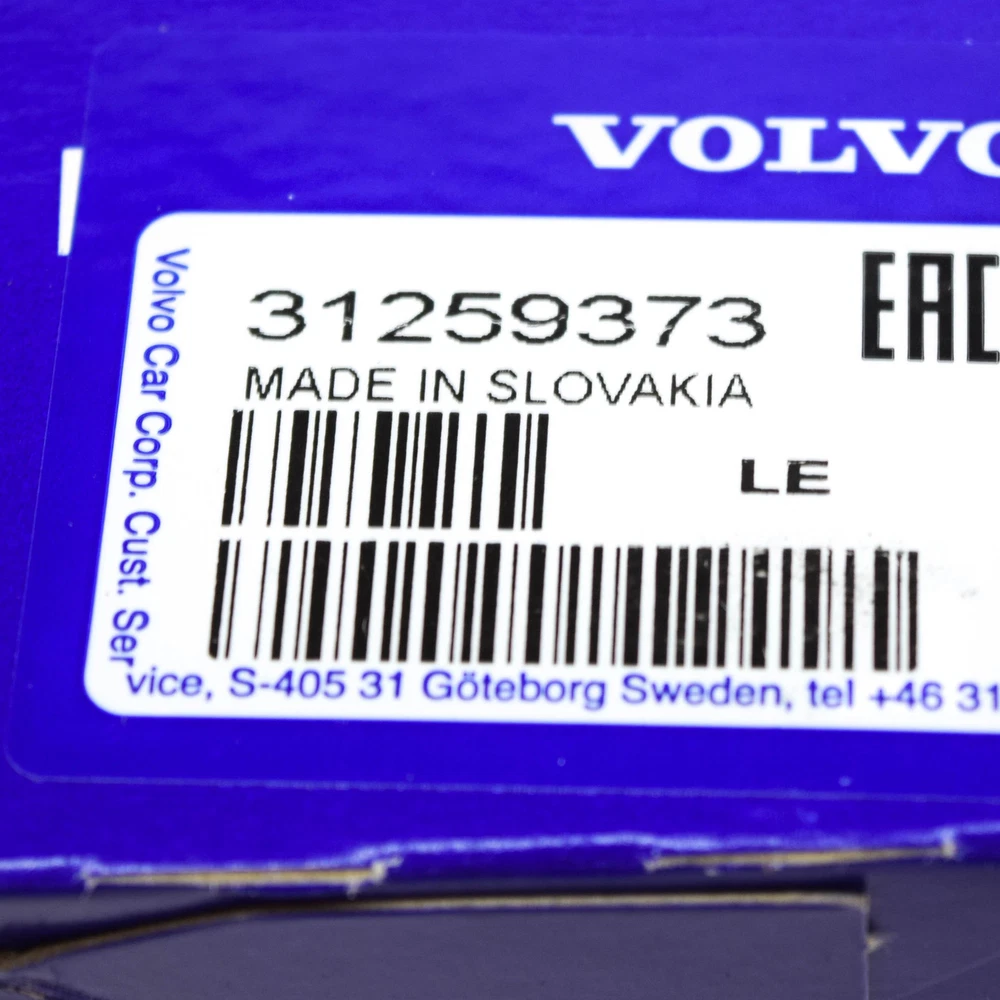 VOLVO
EAC
31259373
MADE IN SLOVAKIA
LE
Volvo Car Corp. Cust. Ser
vice, S-405 31 Göteborg Sweden, tel +46 31